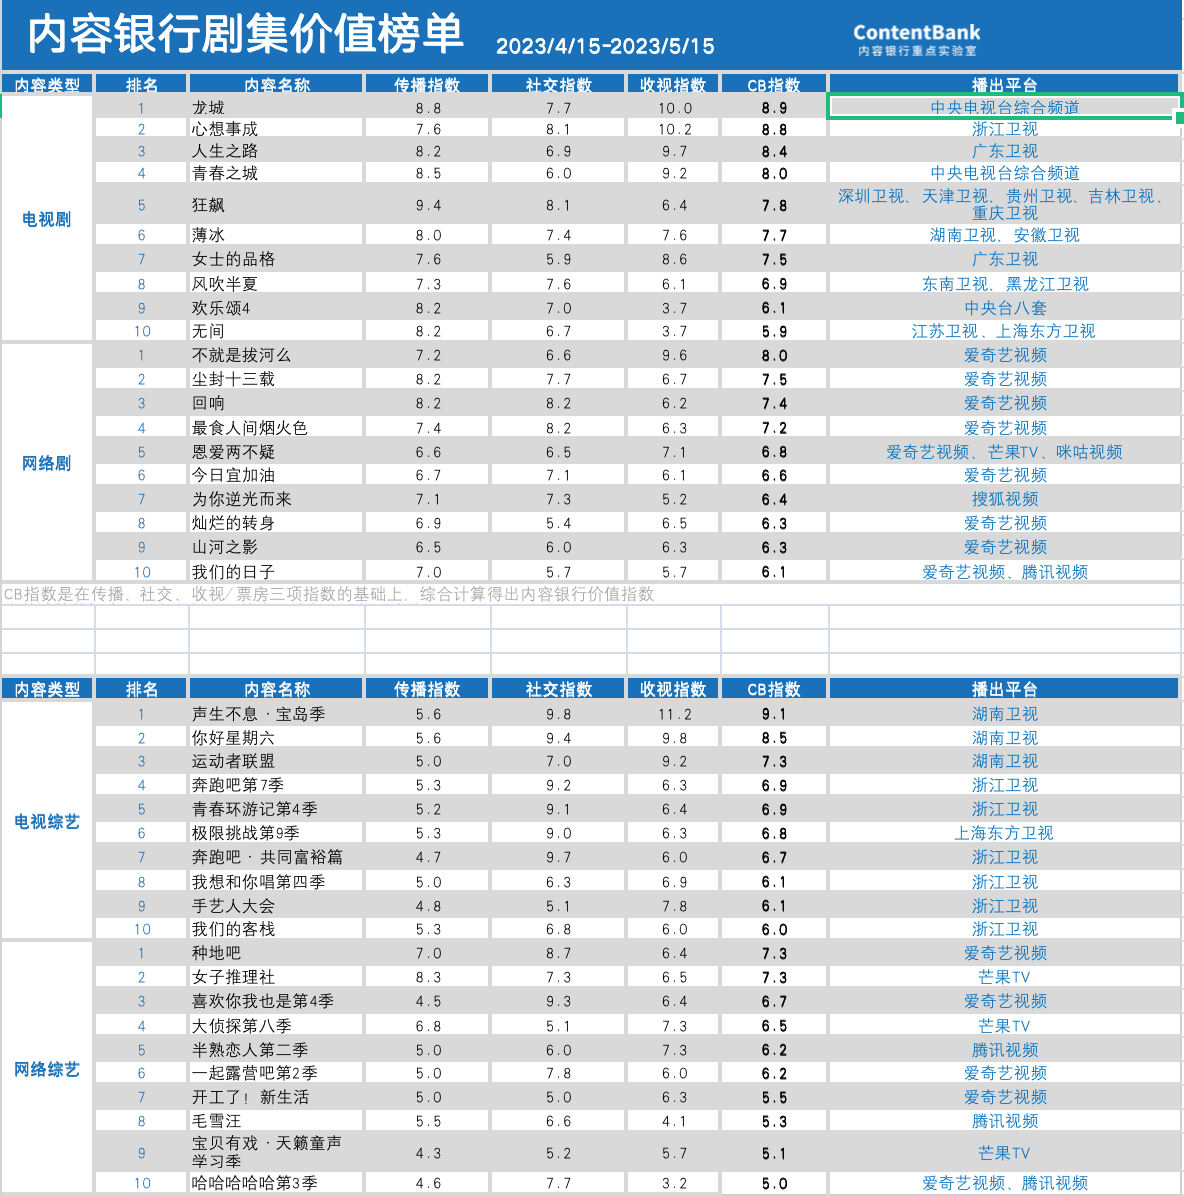 内容银行剧集价值榜单
2023/4/15-2023/5/15
ContentBank
内容银行重点实验室
内容类型 排名 内容名称 传播指数 社交指数 收视指数 CB指数 播出平台
电视剧
1 龙城 8.8 7.7 10.0 8.9 中央电视台综合频道
2 心想事成 7.6 8.1 10.2 8.8 浙江卫视
3 人生之路 8.2 6.9 9.7 8.4 广东卫视
4 青春之城 8.5 6.0 9.2 8.0 中央电视台综合频道
5 狂飙 9.4 8.1 6.4 7.8 深圳卫视、天津卫视、贵州卫视、吉林卫视、
重庆卫视
6 薄冰 8.0 7.4 7.6 7.7 湖南卫视、安徽卫视
7 女士的品格 7.6 5.9 8.6 7.5 广东卫视
8 风吹半夏 7.3 7.6 6.1 6.9 东南卫视、黑龙江卫视
9 欢乐颂4 8.2 7.0 3.7 6.1 中央台八套
10 无间 8.2 6.7 3.7 5.9 江苏卫视、上海东方卫视
网络剧
1 不就是拔河么 7.2 6.6 9.6 8.0 爱奇艺视频
2 尘封十三载 8.2 7.7 6.7 7.5 爱奇艺视频
3 回响 8.2 8.2 6.2 7.4 爱奇艺视频
4 最食人间烟火色 7.4 8.2 6.3 7.2 爱奇艺视频
5 恩爱两不疑 6.6 6.5 7.1 6.8 爱奇艺视频、芒果TV、咪咕视频
6 今日宜加油 6.7 7.1 6.1 6.6 爱奇艺视频
7 为你逆光而来 7.1 7.3 5.2 6.4 搜狐视频
8 灿烂的转身 6.9 5.4 6.5 6.3 爱奇艺视频
9 山河之影 6.5 6.0 6.3 6.3 爱奇艺视频
10 我们的日子 7.0 5.7 5.7 6.1 爱奇艺视频、腾讯视频
CB指数是在传播、社交、收视/票房三项指数的基础上，综合计算得出内容银行价值指数
内容类型 排名 内容名称 传播指数 社交指数 收视指数 CB指数 播出平台
电视综艺
1 声生不息·宝岛季 5.6 9.8 11.2 9.1 湖南卫视
2 你好星期六 5.6 9.4 9.8 8.5 湖南卫视
3 运动者联盟 5.0 7.0 9.2 7.3 湖南卫视
4 奔跑吧第7季 5.3 9.2 6.3 6.9 浙江卫视
5 青春环游记第4季 5.2 9.1 6.4 6.9 浙江卫视
6 极限挑战第9季 5.3 9.0 6.3 6.8 上海东方卫视
7 奔跑吧·共同富裕篇 4.7 9.7 6.0 6.7 浙江卫视
8 我想和你唱第四季 5.0 6.3 6.9 6.1 浙江卫视
9 手艺人大会 4.8 5.1 7.8 6.1 浙江卫视
10 我们的客栈 5.3 6.8 6.0 6.0 浙江卫视
网络综艺
1 种地吧 7.0 8.7 6.4 7.3 爱奇艺视频
2 女子推理社 8.3 7.3 6.5 7.3 芒果TV
3 喜欢你我也是第4季 4.5 9.3 6.4 6.7 爱奇艺视频
4 大侦探第八季 6.8 5.1 7.3 6.5 芒果TV
5 半熟恋人第二季 5.0 6.0 7.3 6.2 腾讯视频
6 一起露营吧第2季 5.0 7.8 6.0 6.2 爱奇艺视频
7 开工了！新生活 5.0 5.0 6.3 5.5 爱奇艺视频
8 毛雪汪 5.5 6.6 4.1 5.3 腾讯视频
9 宝贝有戏·天籁童声
学习季 4.3 5.2 5.7 5.1 芒果TV
10 哈哈哈哈哈第3季 4.6 7.7 3.2 5.0 爱奇艺视频、腾讯视频